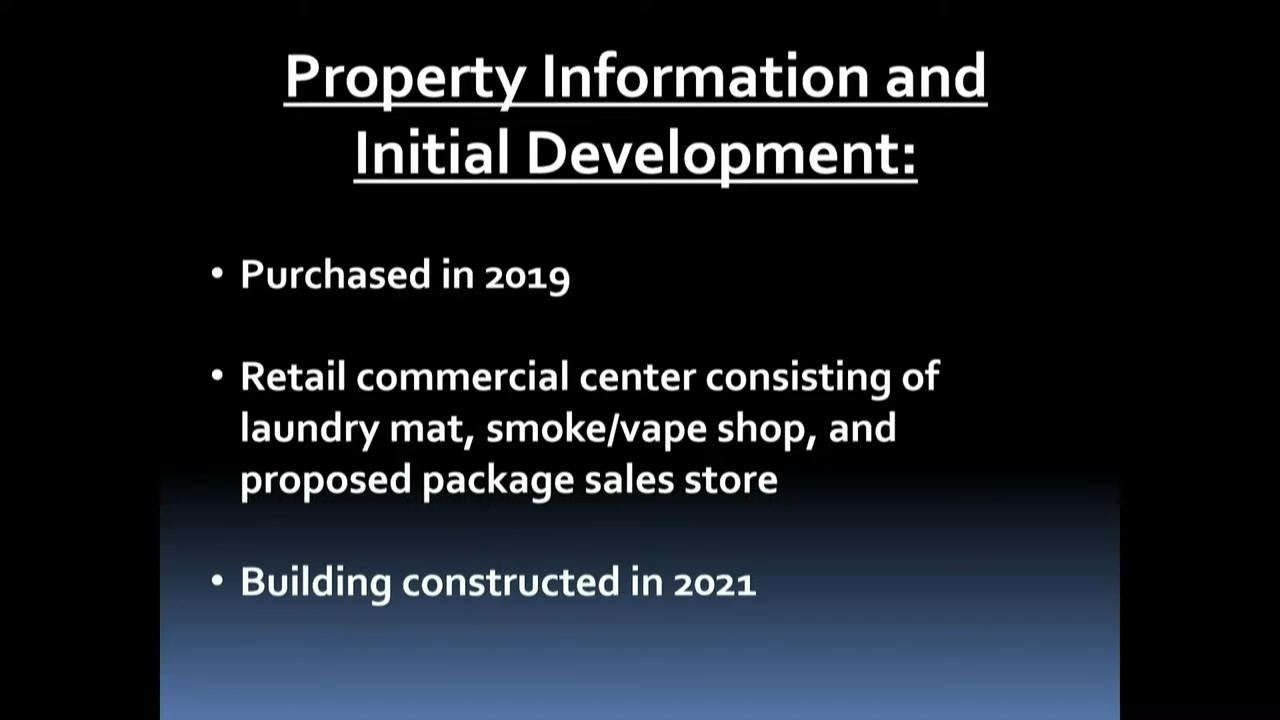 Property Information and
Initial Development:
• Purchased in 2019
• Retail commercial center consisting of
laundry mat, smoke/vape shop, and
proposed package sales store
• Building constructed in 2021